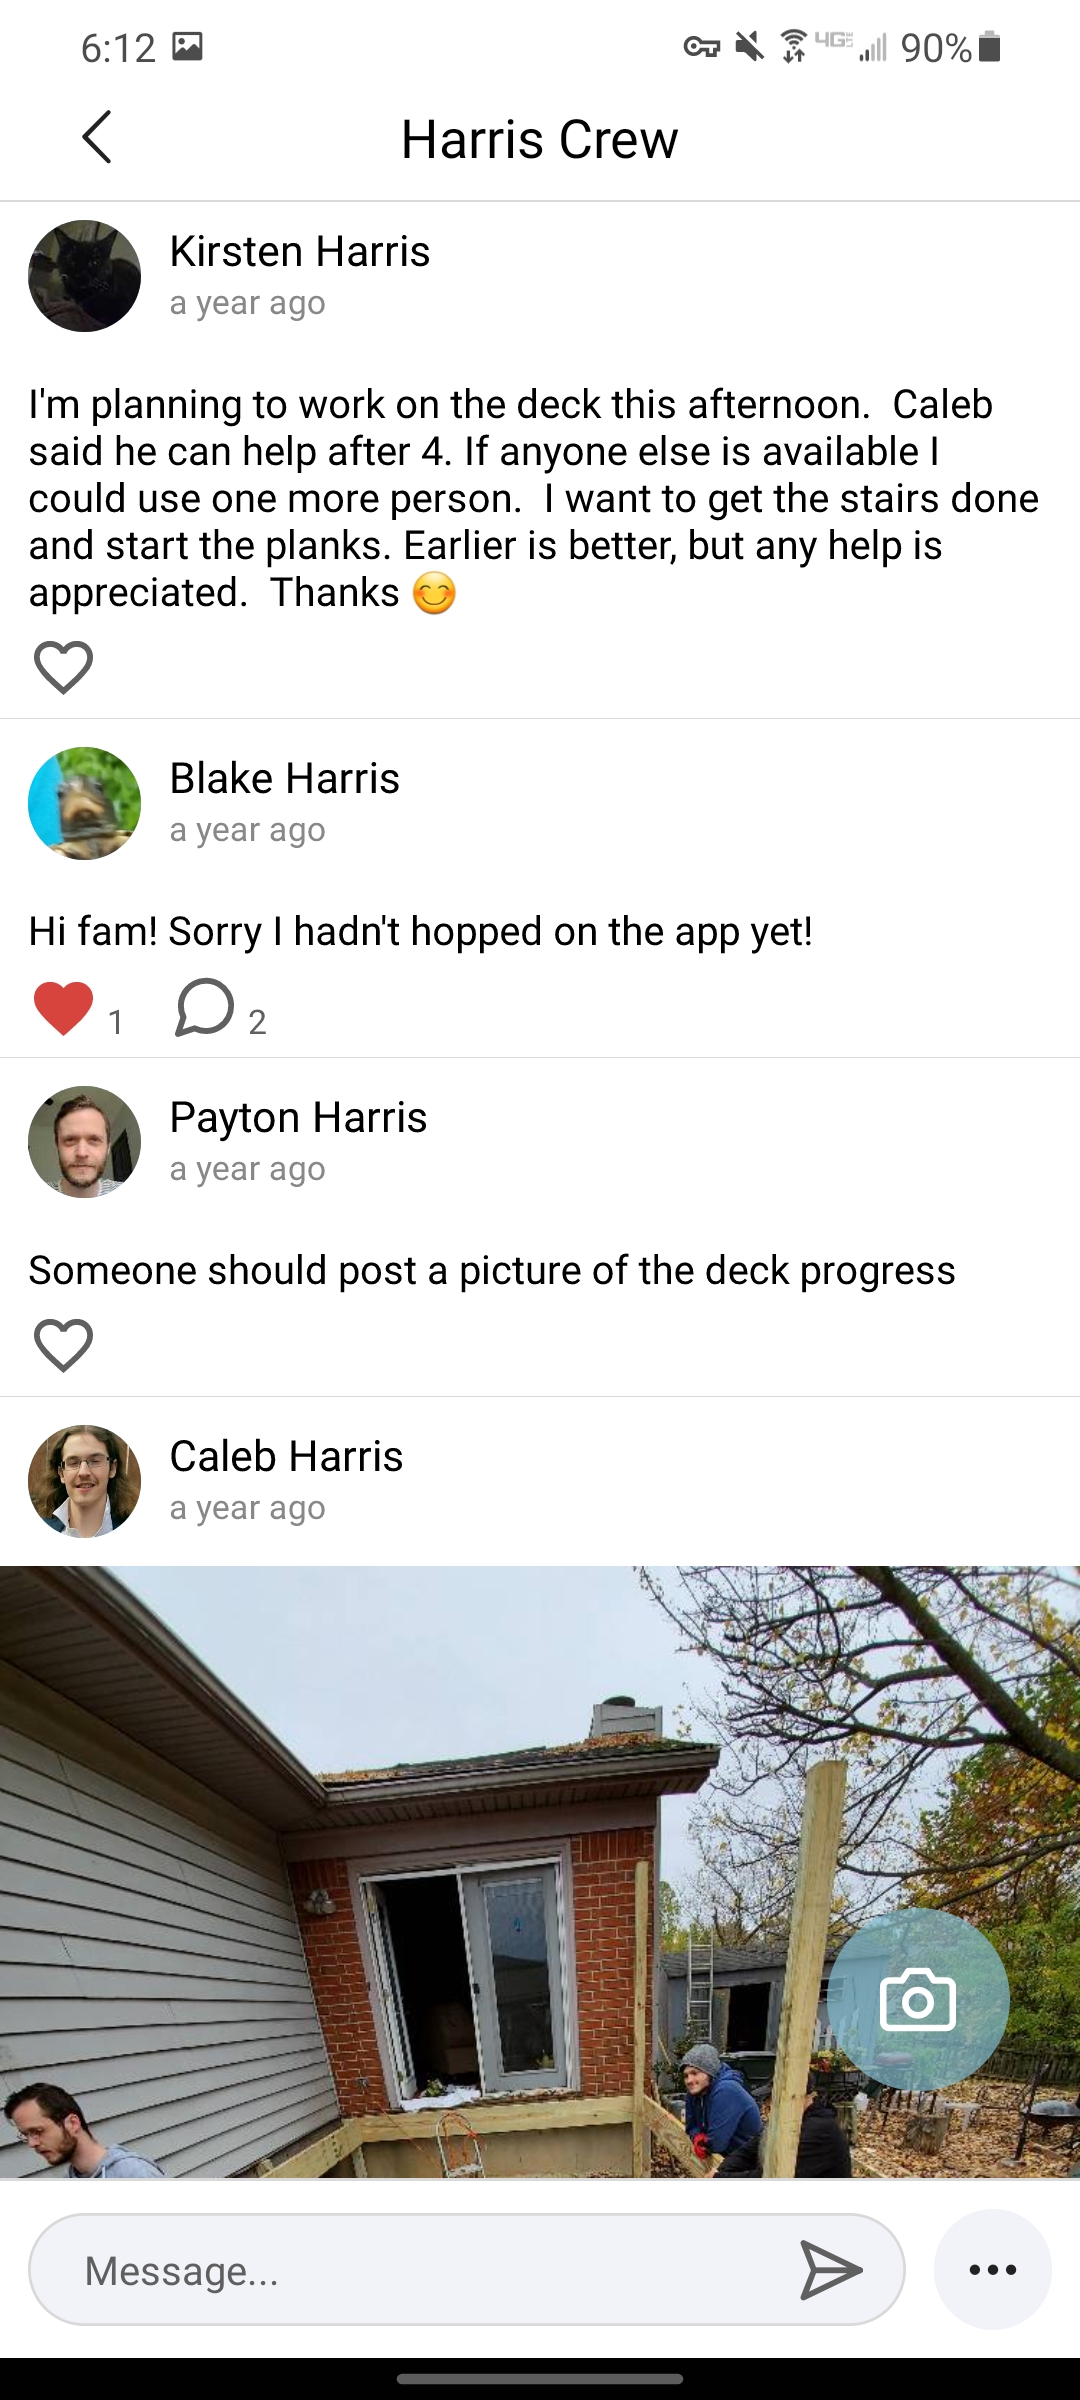 6:12
4GE 90%
Harris Crew
Kirsten Harris
a year ago
I'm planning to work on the deck this afternoon.  Caleb
said he can help after 4. If anyone else is available I
could use one more person.  I want to get the stairs done
and start the planks. Earlier is better, but any help is
appreciated.  Thanks 😊
Blake Harris
a year ago
Hi fam! Sorry I hadn't hopped on the app yet!
1 2
Payton Harris
a year ago
Someone should post a picture of the deck progress
Caleb Harris
a year ago
Message...